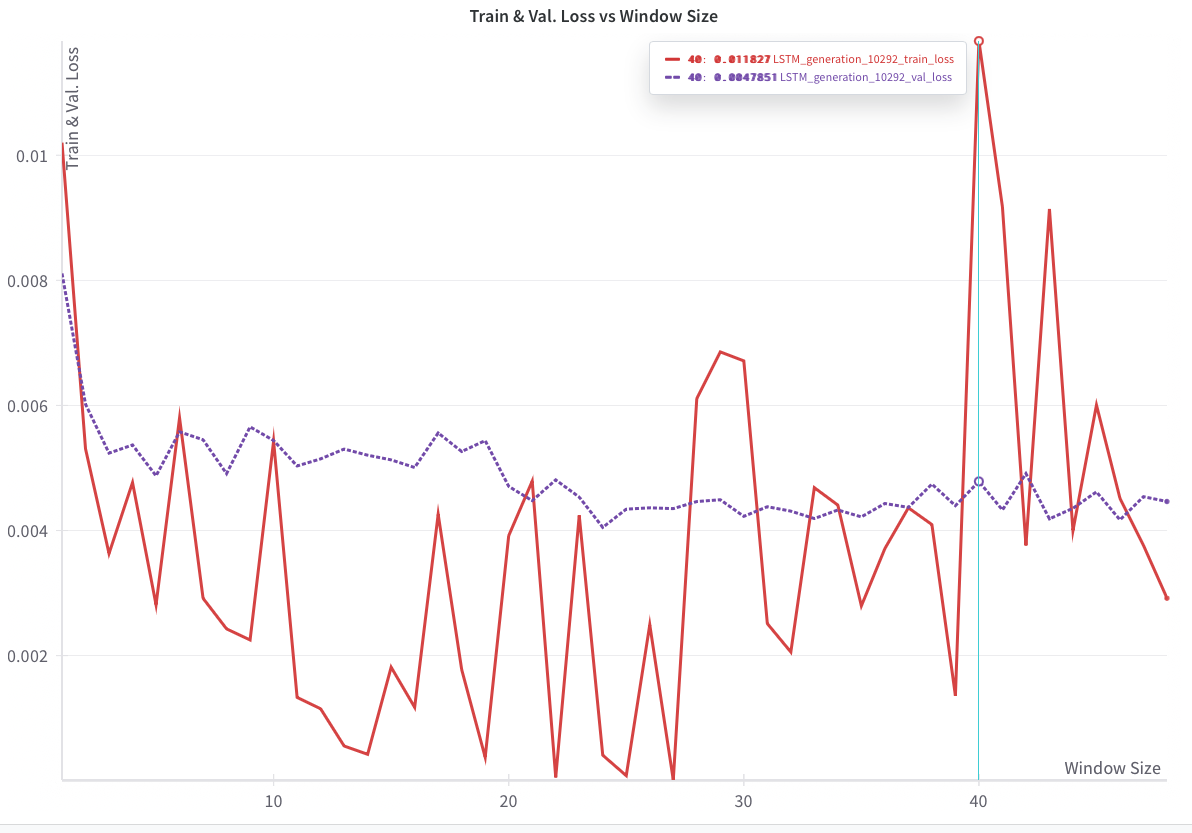 Train & Val. Loss vs Window Size
Train & Val. Loss
40: 0.011827 LSTM_generation_10292_train_loss
40: 0.0047851 LSTM_generation_10292_val_loss
0.01
0.008
0.006
0.004
0.002
Window Size
10
20
30
40